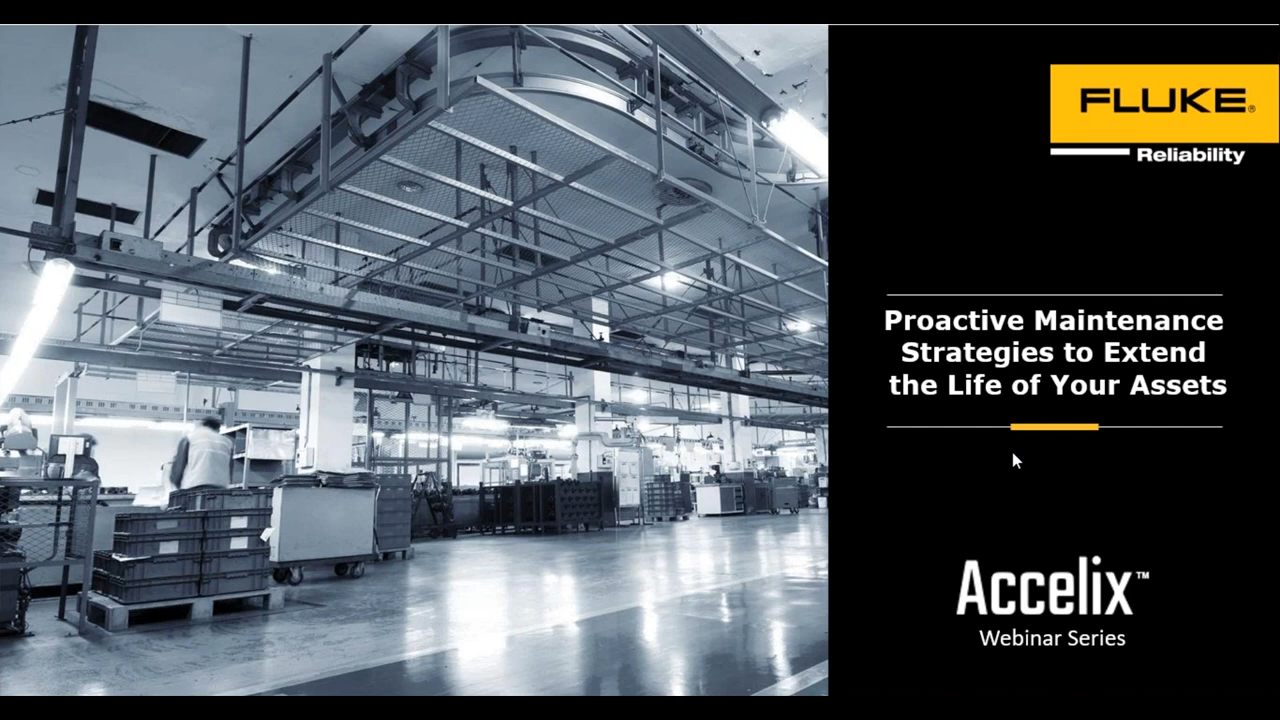 FLUKE®
Reliability
Proactive Maintenance
Strategies to Extend
the Life of Your Assets
Accelix™
Webinar Series